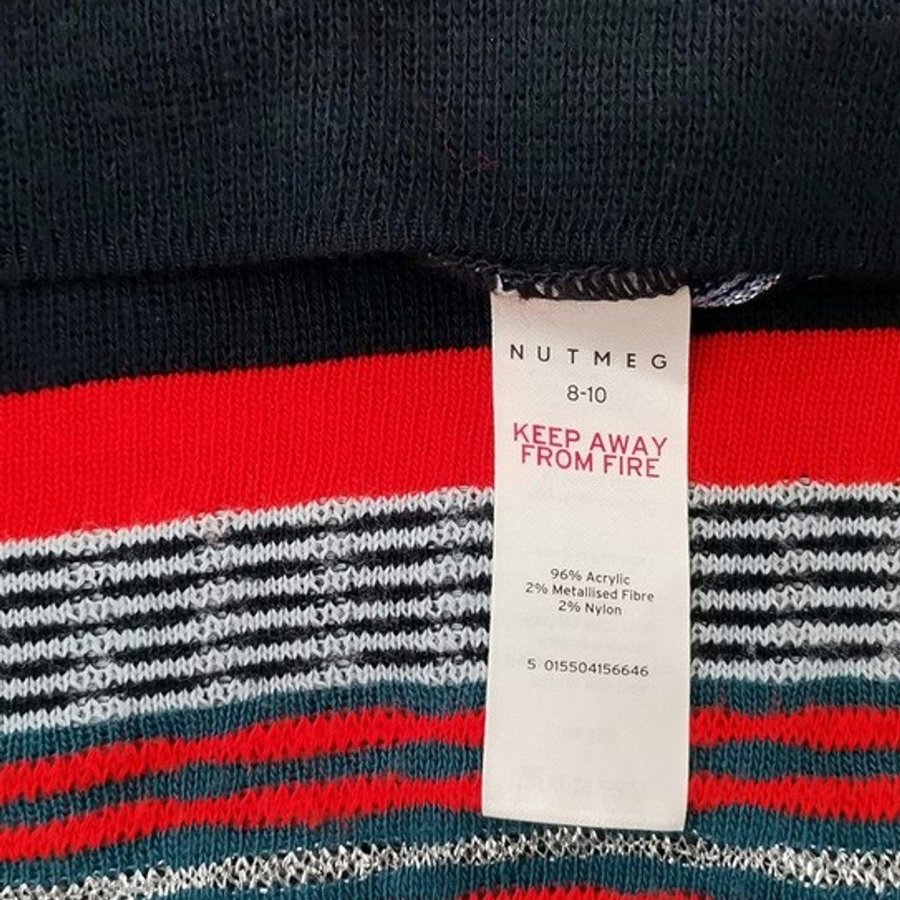 NUTMEG
8-10
KEEP AWAY
FROM FIRE
96% Acrylic
2% Metallised Fibre
2% Nylon
5 015504156646